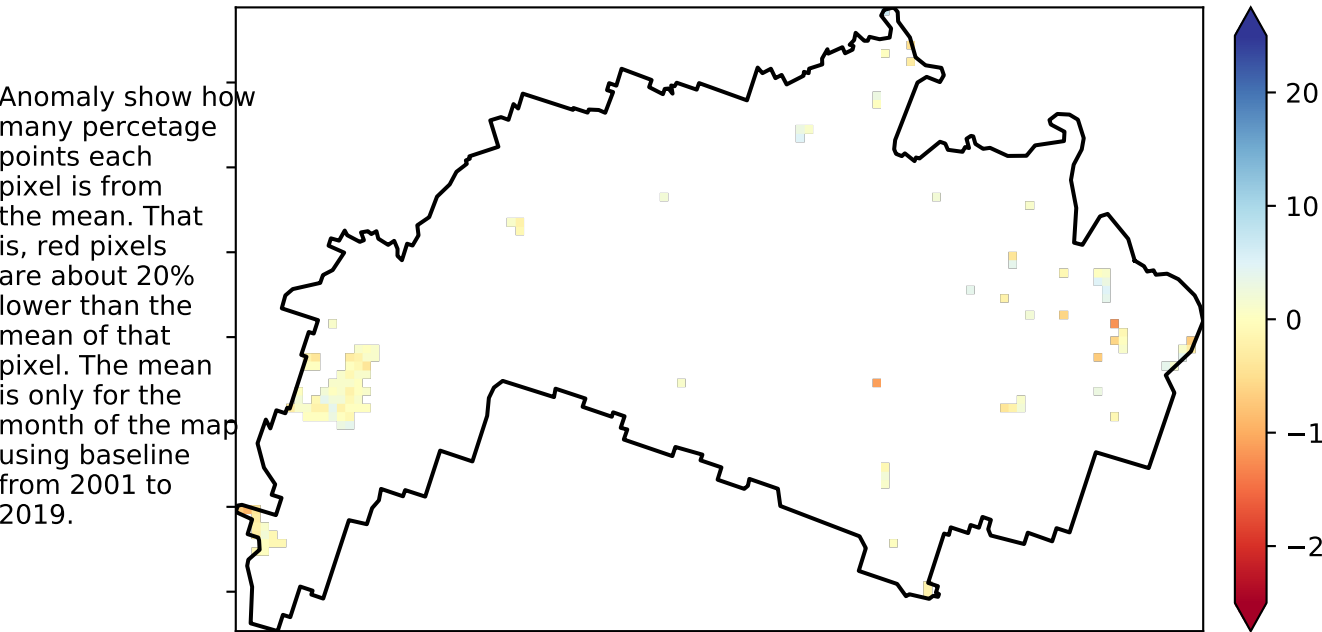 Anomaly show how
many percetage
points each
pixel is from
the mean. That
is, red pixels
are about 20%
lower than the
mean of that
pixel. The mean
is only for the
month of the map
using baseline
from 2001 to
2019.
20
10
0
−1
−2